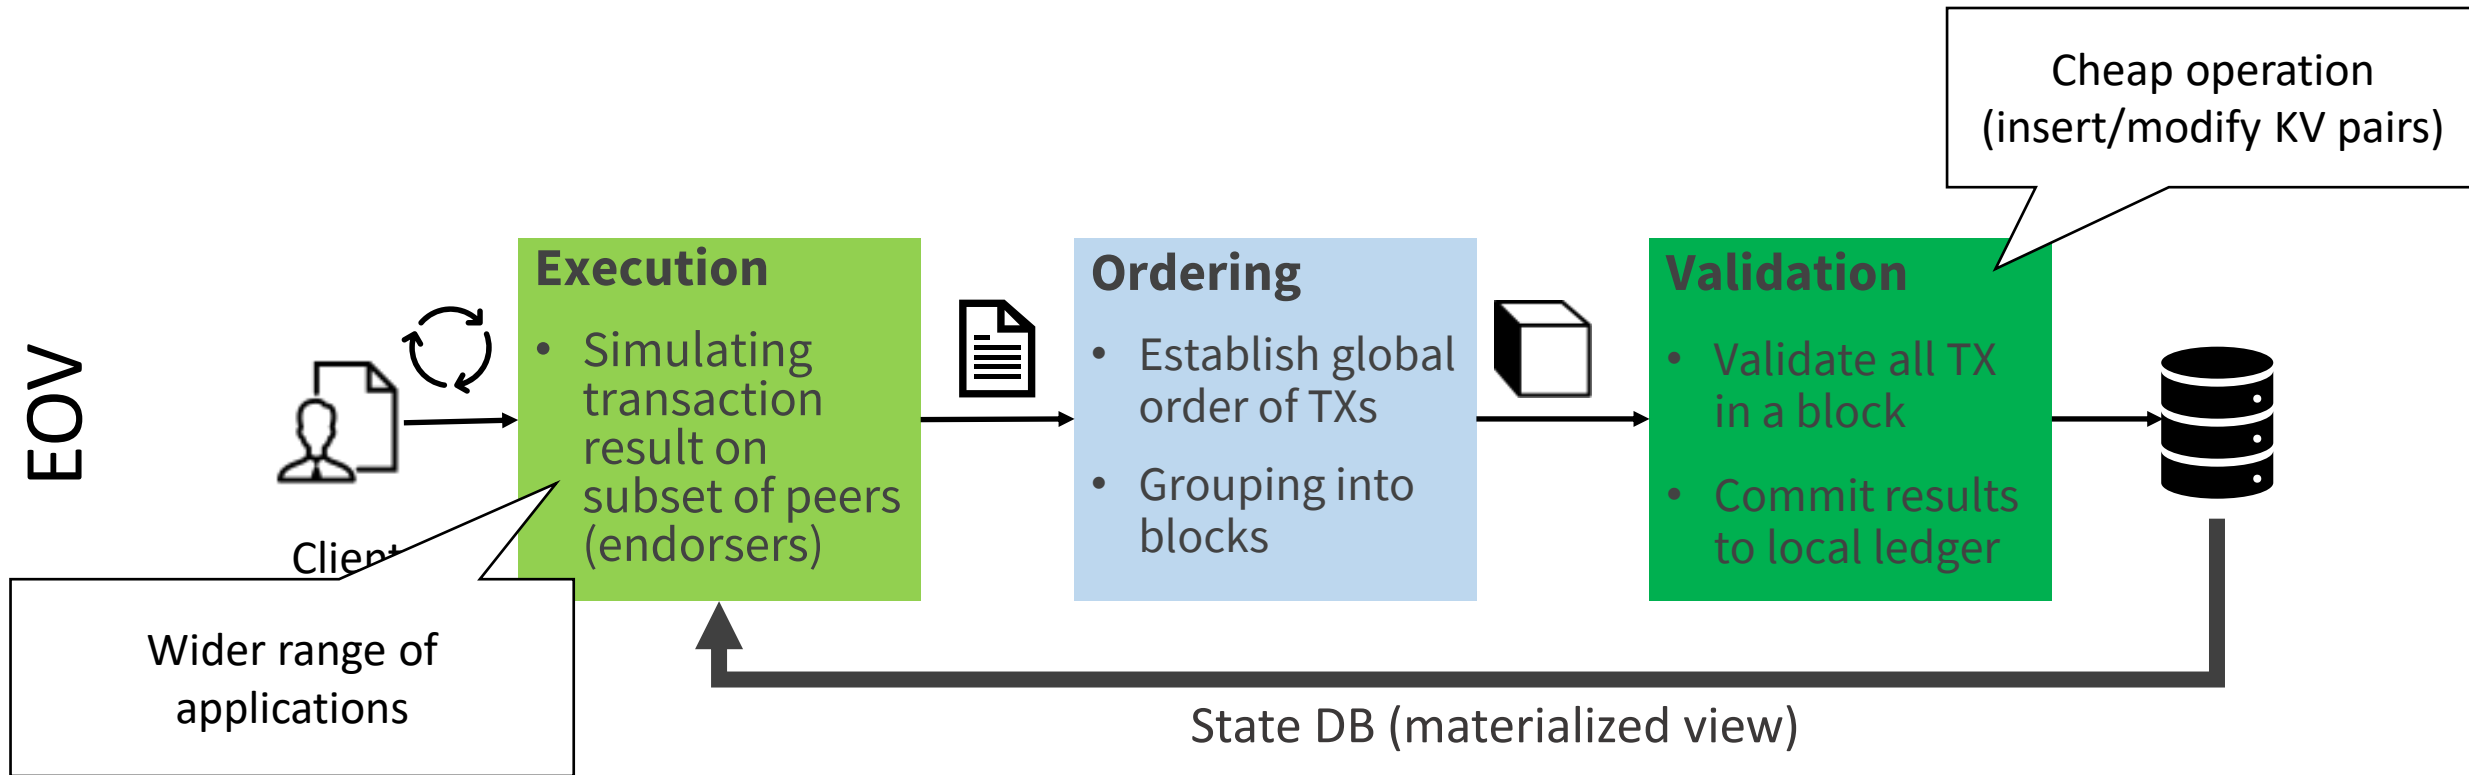 Cheap operation
(insert/modify KV pairs)
EOV
Client
Execution
• Simulating
transaction
result on
subset of peers
(endorsers)
Ordering
• Establish global
order of TXs
• Grouping into
blocks
Validation
• Validate all TX
in a block
• Commit results
to local ledger
Wider range of
applications
State DB (materialized view)